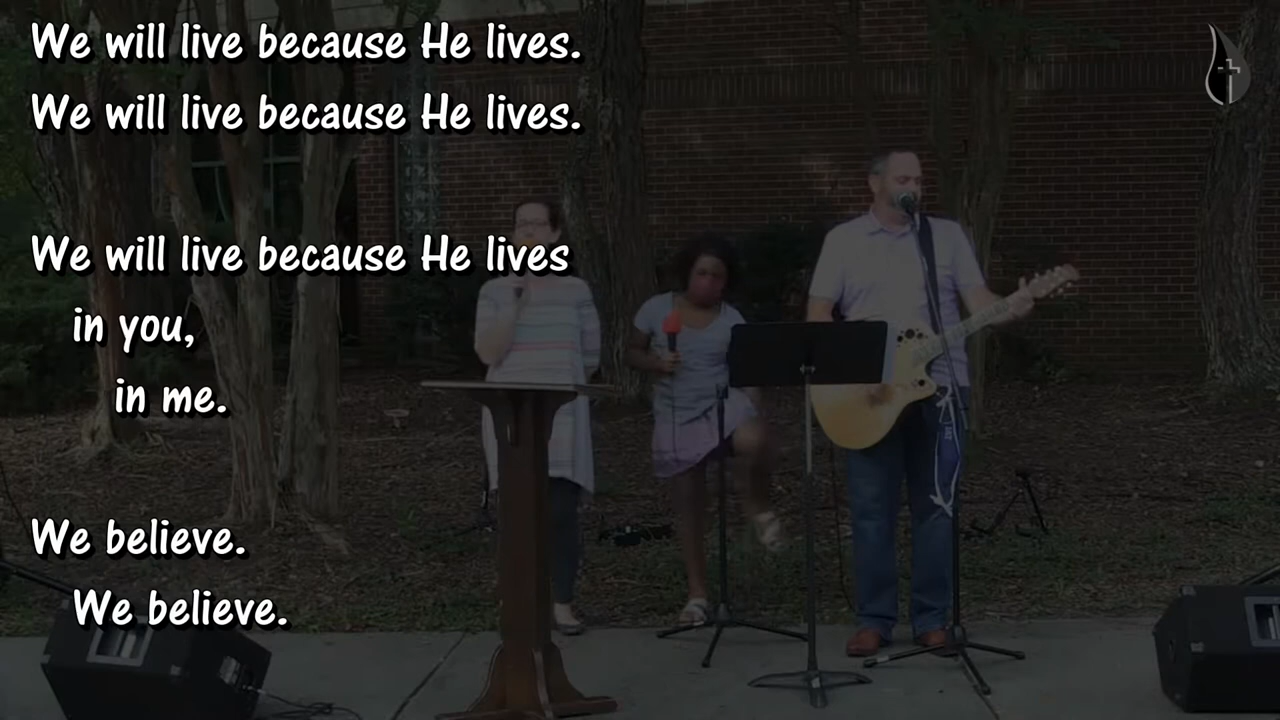 We will live because He lives.
We will live because He lives.
We will live because He lives
in you,
in me.
We believe.
We believe.